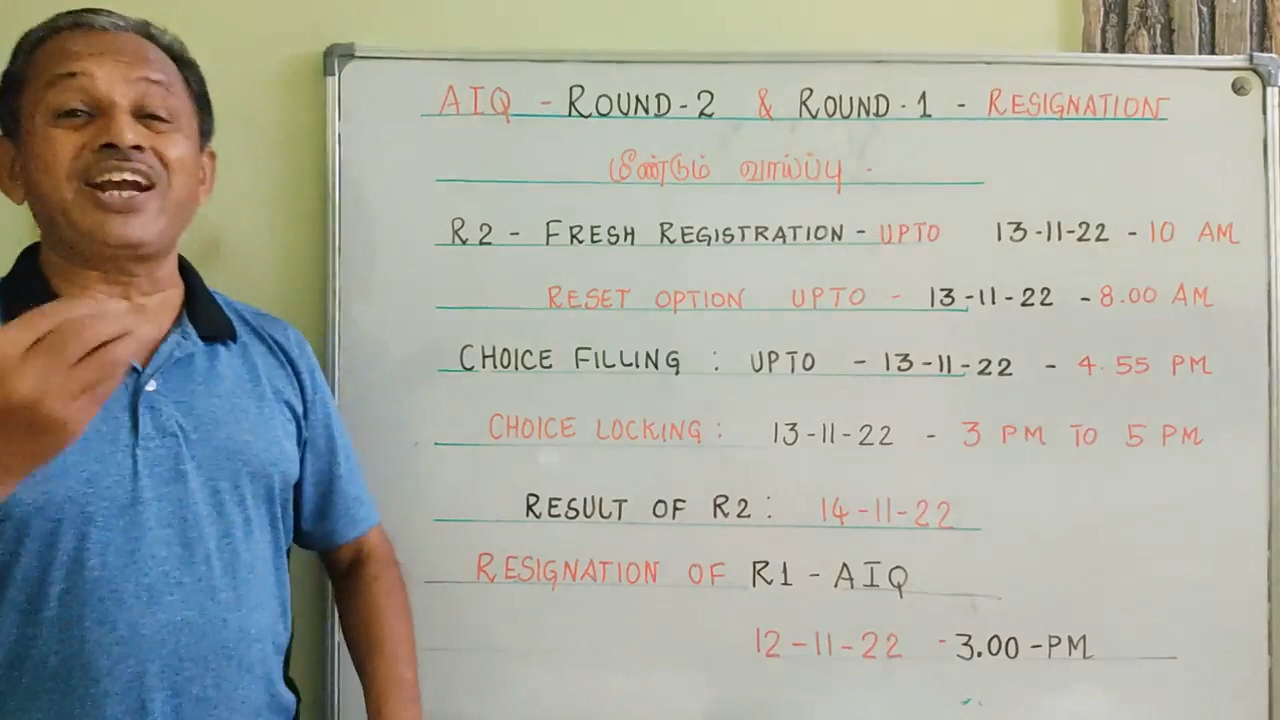 AIQ - ROUND-2 & ROUND.1 - RESIGNATION
மீண்டும் வாய்ப்பு.
R2 - FRESH REGISTRATION - UPTO 13-11-22 - 10 AM
RESET OPTION UPTO - 13-11-22 - 8.00 AM
CHOICE FILLING : UPTO - 13-11-22 - 4.55 PM
CHOICE LOCKING : 13-11-22 - 3 PM TO 5 PM
RESULT OF R2 : 14-11-22
RESIGNATION OF R1 - AIQ
12-11-22 - 3.00 - PM